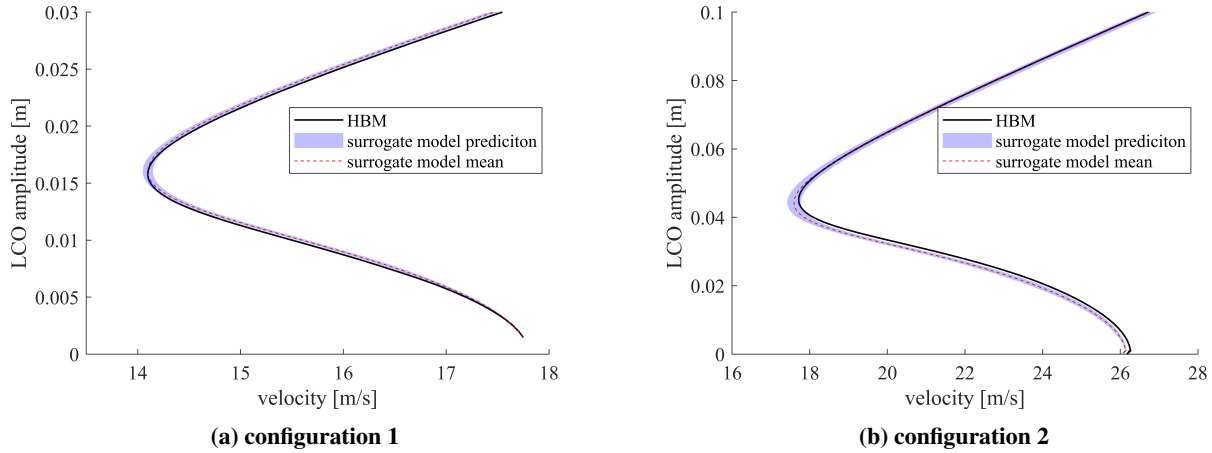 0.03
0.025
0.02
0.015
0.01
0.005
0
LCO amplitude [m]
HBM
surrogate model prediciton
surrogate model mean
14 15 16 17 18
velocity [m/s]
(a) configuration 1
0.1
0.08
0.06
0.04
0.02
0
LCO amplitude [m]
HBM
surrogate model prediciton
surrogate model mean
16 18 20 22 24 26 28
velocity [m/s]
(b) configuration 2